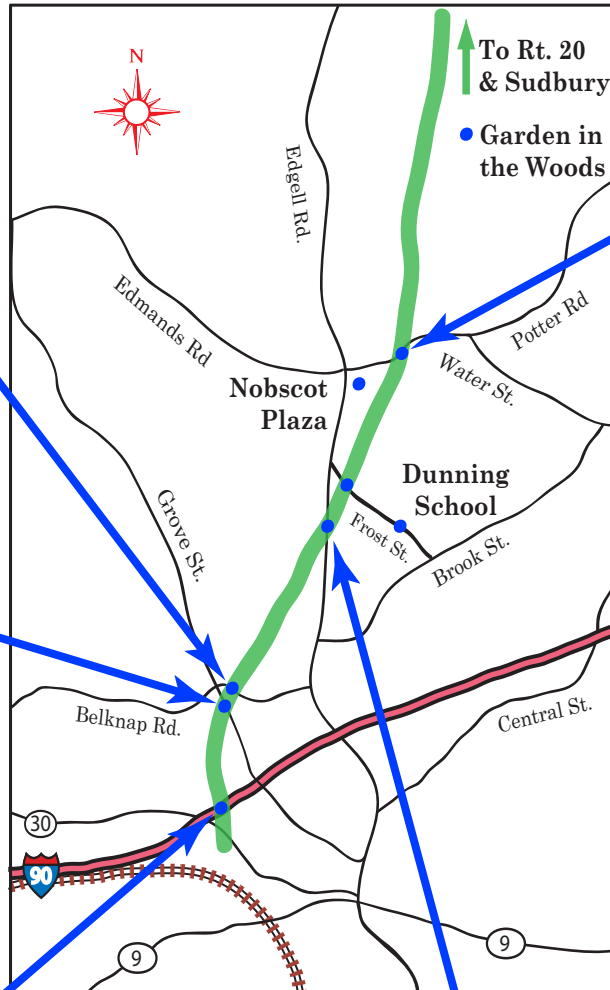 N
To Rt. 20
& Sudbury
Garden in
the Woods
Edgell Rd.
Edmands Rd
Potter Rd
Water St.
Nobscot
Plaza
Dunning
School
Grove St.
Frost St.
Brook St.
Belknap Rd.
Central St.
30
90
9
9